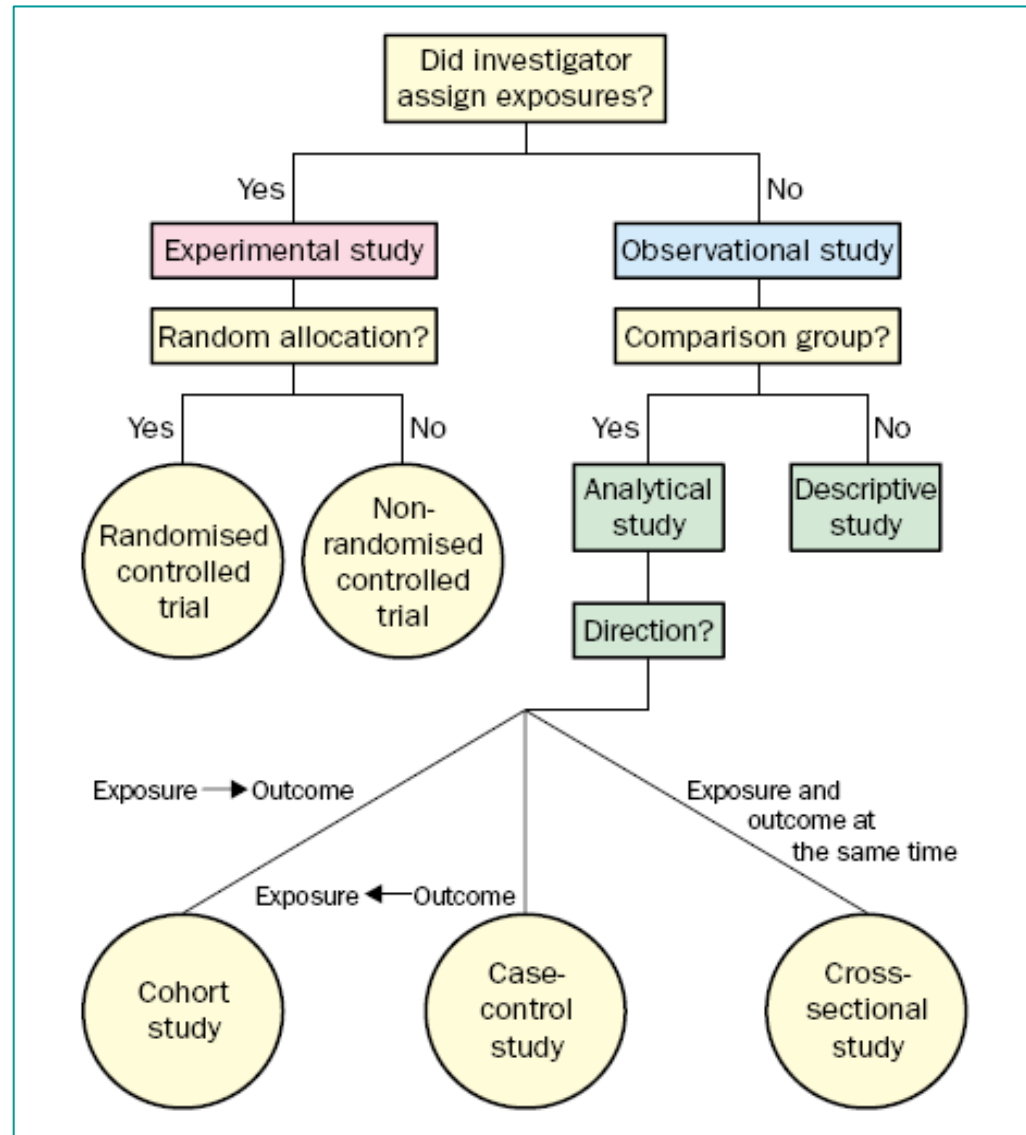 Did investigator
assign exposures?
Yes
No
Experimental study
Observational study
Random allocation?
Comparison group?
Yes
No
Yes
No
Randomised
controlled
trial
Non-
randomised
controlled
trial
Analytical
study
Descriptive
study
Direction?
Exposure → Outcome
Exposure and
outcome at
the same time
Exposure ← Outcome
Cohort
study
Case-
control
study
Cross-
sectional
study